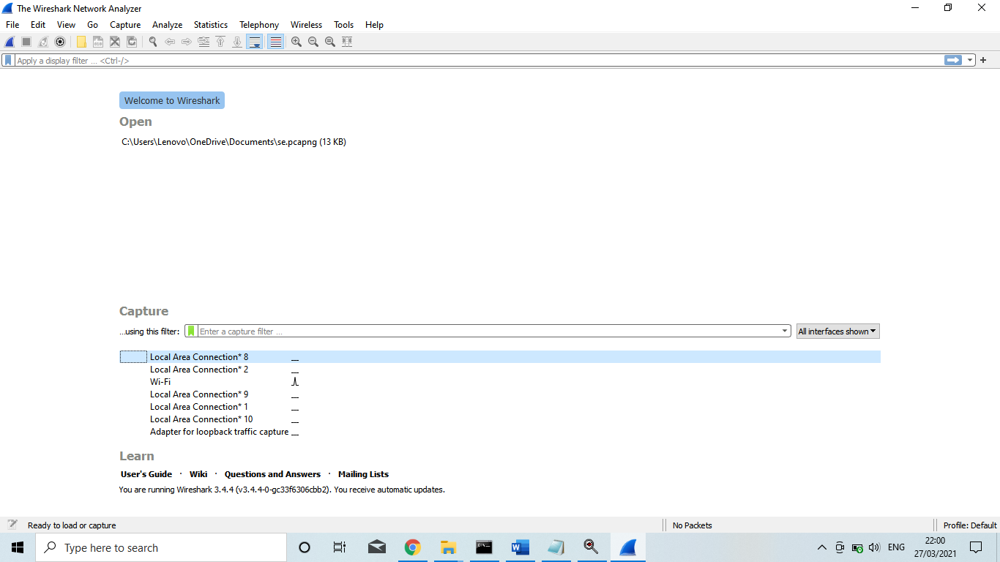 The Wireshark Network Analyzer
File Edit View Go Capture Analyze Statistics Telephony Wireless Tools Help
Apply a display filter ... <Ctrl-/>
Welcome to Wireshark
Open
C:\Users\Lenovo\OneDrive\Documents\se.pcapng (13 KB)
Capture
...using this filter: Enter a capture filter ... All interfaces shown
Local Area Connection* 8
Local Area Connection* 2
Wi-Fi
Local Area Connection* 9
Local Area Connection* 1
Local Area Connection* 10
Adapter for loopback traffic capture
Learn
User's Guide · Wiki · Questions and Answers · Mailing Lists
You are running Wireshark 3.4.4 (v3.4.4-0-gc33f6306cbb2). You receive automatic updates.
Ready to load or capture No Packets Profile: Default
Type here to search ENG 22:00
27/03/2021